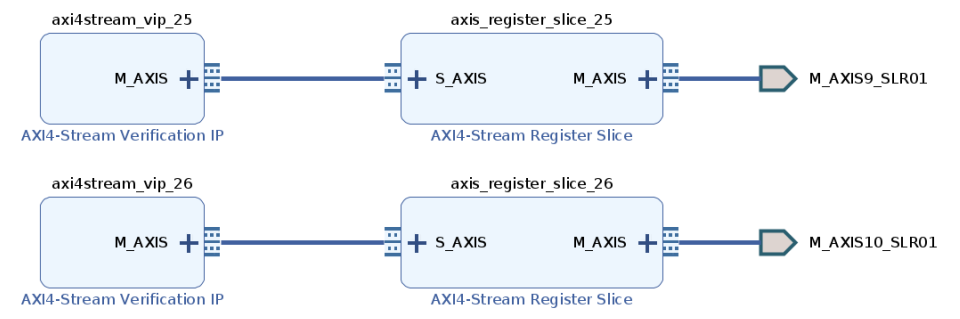 axi4stream_vip_25
axis_register_slice_25
M_AXIS
S_AXIS
M_AXIS
M_AXIS9_SLR01
AXI4-Stream Verification IP
AXI4-Stream Register Slice
axi4stream_vip_26
axis_register_slice_26
M_AXIS
S_AXIS
M_AXIS
M_AXIS10_SLR01
AXI4-Stream Verification IP
AXI4-Stream Register Slice